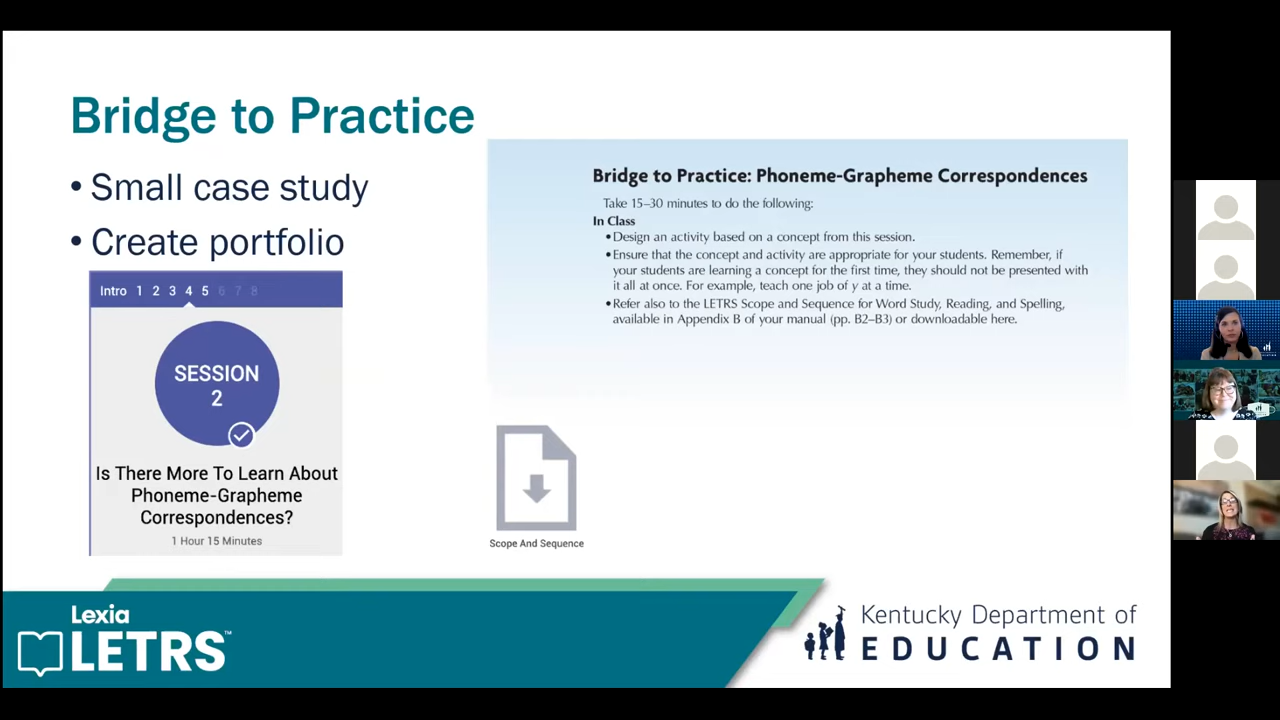 Bridge to Practice
• Small case study
• Create portfolio
Intro 1 2 3 4 5 6 7 8
SESSION
2
Is There More To Learn About
Phoneme-Grapheme
Correspondences?
1 Hour 15 Minutes
Bridge to Practice: Phoneme-Grapheme Correspondences
Take 15–30 minutes to do the following:
In Class
• Design an activity based on a concept from this session.
• Ensure that the concept and activity are appropriate for your students. Remember, if
your students are learning a concept for the first time, they should not be presented with
it all at once. For example, teach one job of y at a time.
• Refer also to the LETRS Scope and Sequence for Word Study, Reading, and Spelling,
available in Appendix B of your manual (pp. B2–B3) or downloadable here.
Scope And Sequence
Lexia
LETRS™
Kentucky Department of
EDUCATION